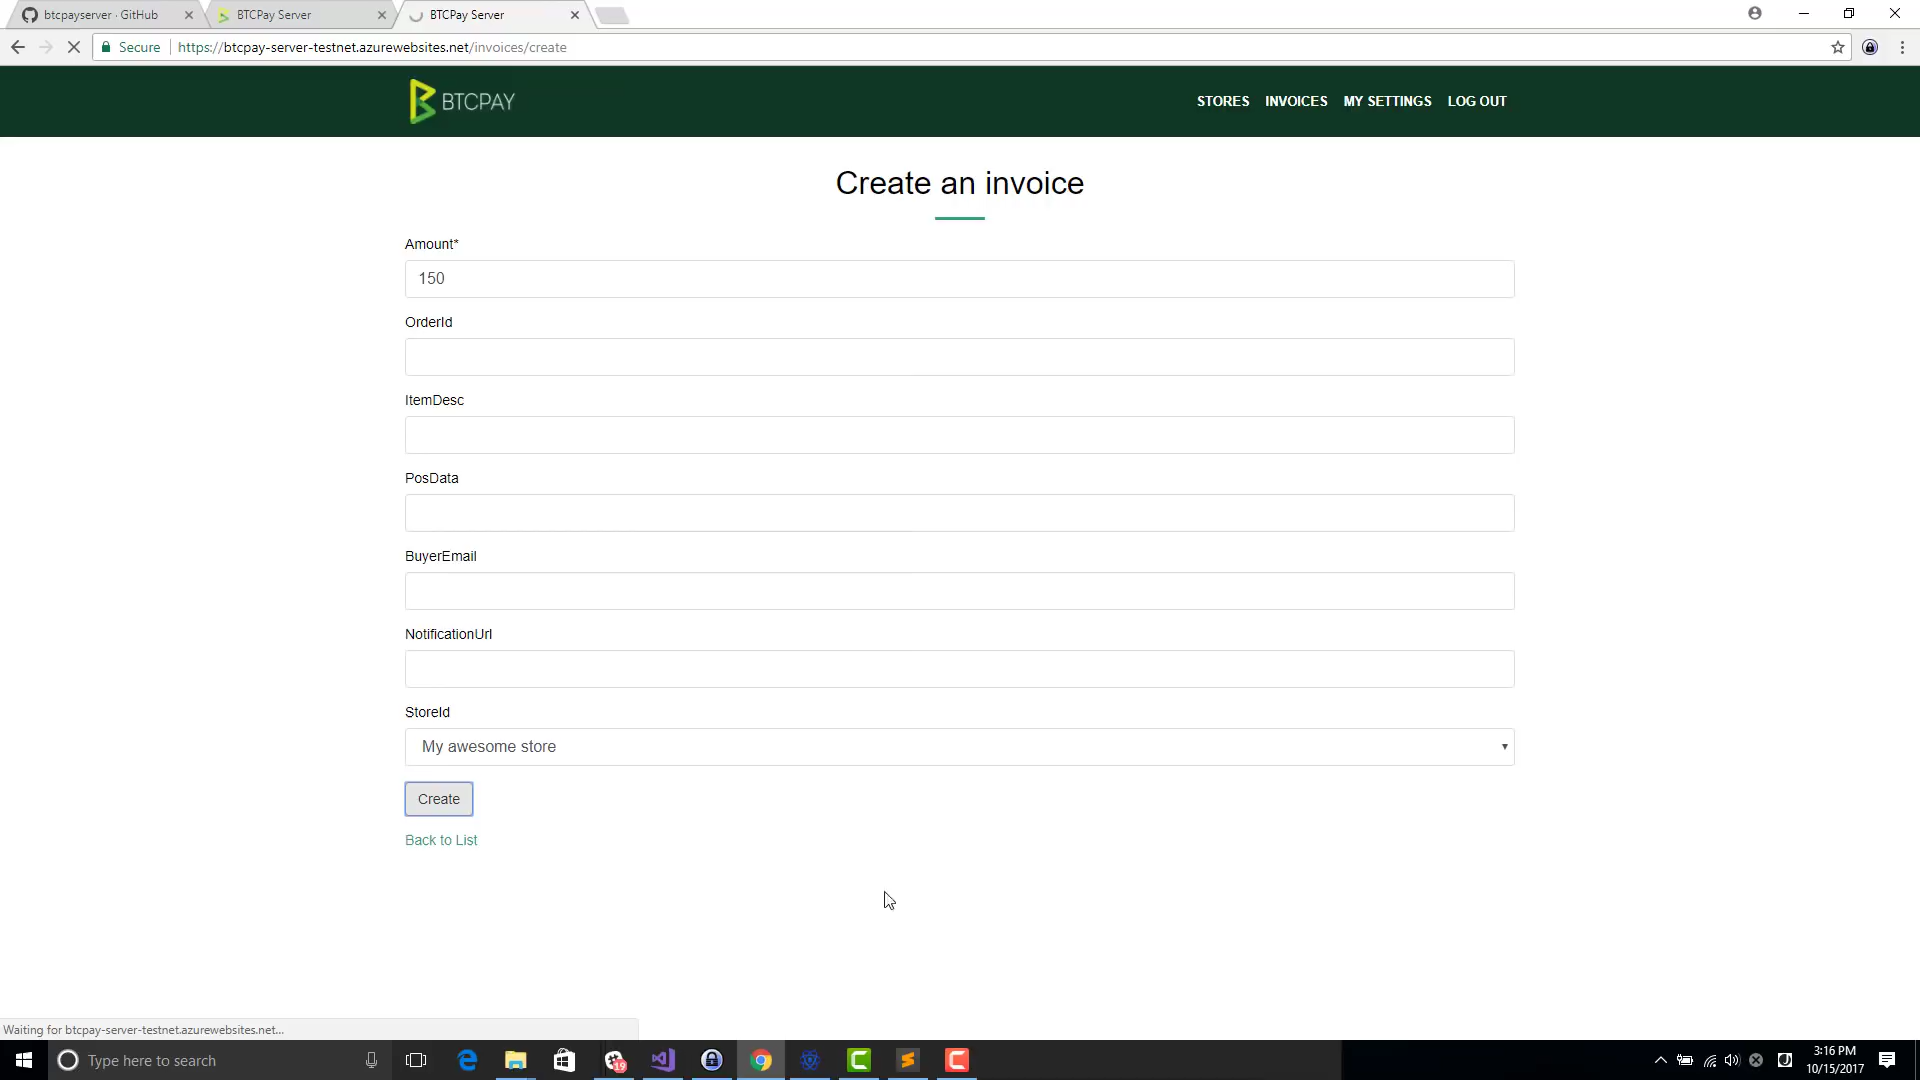 btcpayserver · GitHub
BTCPay Server
BTCPay Server
Secure
https://btcpay-server-testnet.azurewebsites.net/invoices/create
BTCPAY
STORES
INVOICES
MY SETTINGS
LOG OUT
Create an invoice
Amount*
150
OrderId
ItemDesc
PosData
BuyerEmail
NotificationUrl
StoreId
My awesome store
Create
Back to List
Waiting for btcpay-server-testnet.azurewebsites.net...
Type here to search
19
3:16 PM
10/15/2017